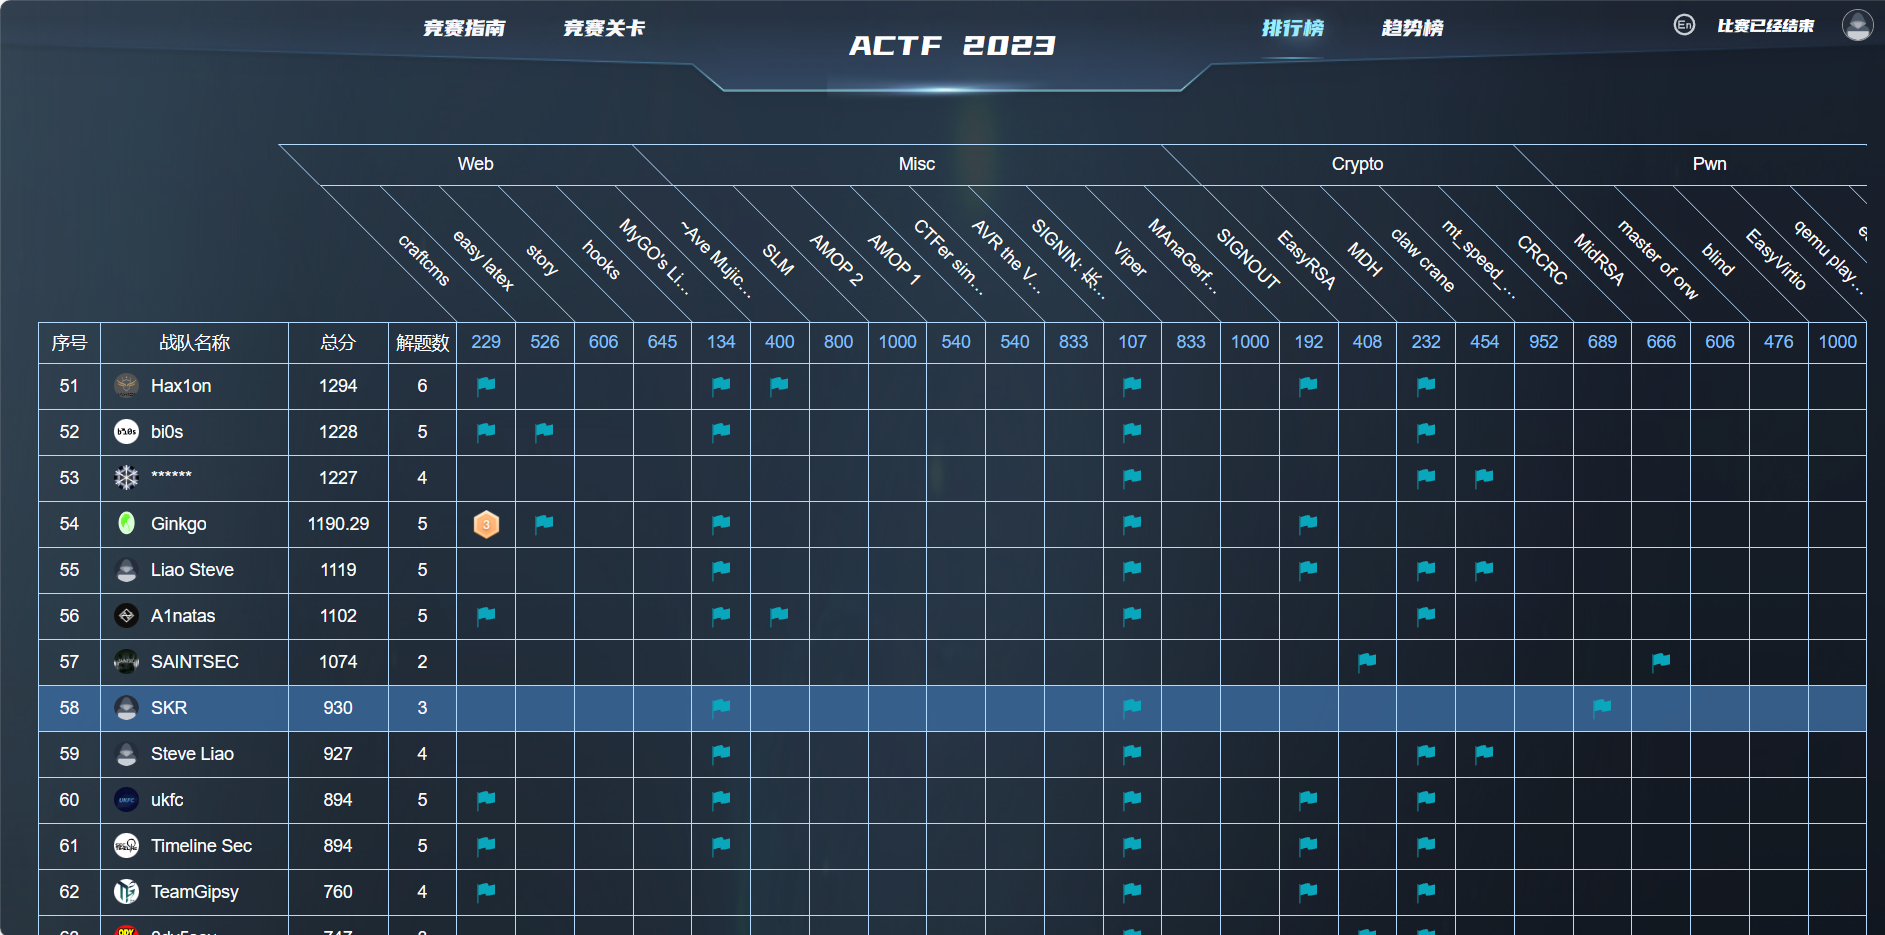 竞赛指南 竞赛关卡 ACTF 2023 排行榜 趋势榜 En 比赛已经结束
Web Misc Crypto Pwn
craftcms easy latex story hooks MyGO's Li... ~Ave Mujic... SLM AMOP 2 AMOP 1 CTFer sim... AVR the V... SIGNIN: 长... Viper MAnaGerf... SIGNOUT EasyRSA MDH claw crane mt_speed_... CRCRC MidRSA master of orw blind EasyVirtio qemu play...
序号 战队名称 总分 解题数 229 526 606 645 134 400 800 1000 540 540 833 107 833 1000 192 408 232 454 952 689 666 606 476 1000
51 Hax1on 1294 6
52 bi0s bi0s 1228 5
53 ****** 1227 4
54 Ginkgo 1190.29 5 3
55 Liao Steve 1119 5
56 A1natas 1102 5
57 SAINTSEC 1074 2
58 SKR 930 3
59 Steve Liao 927 4
60 UKFC ukfc 894 5
61 Timeline Sec 894 5
62 TeamGipsy 760 4